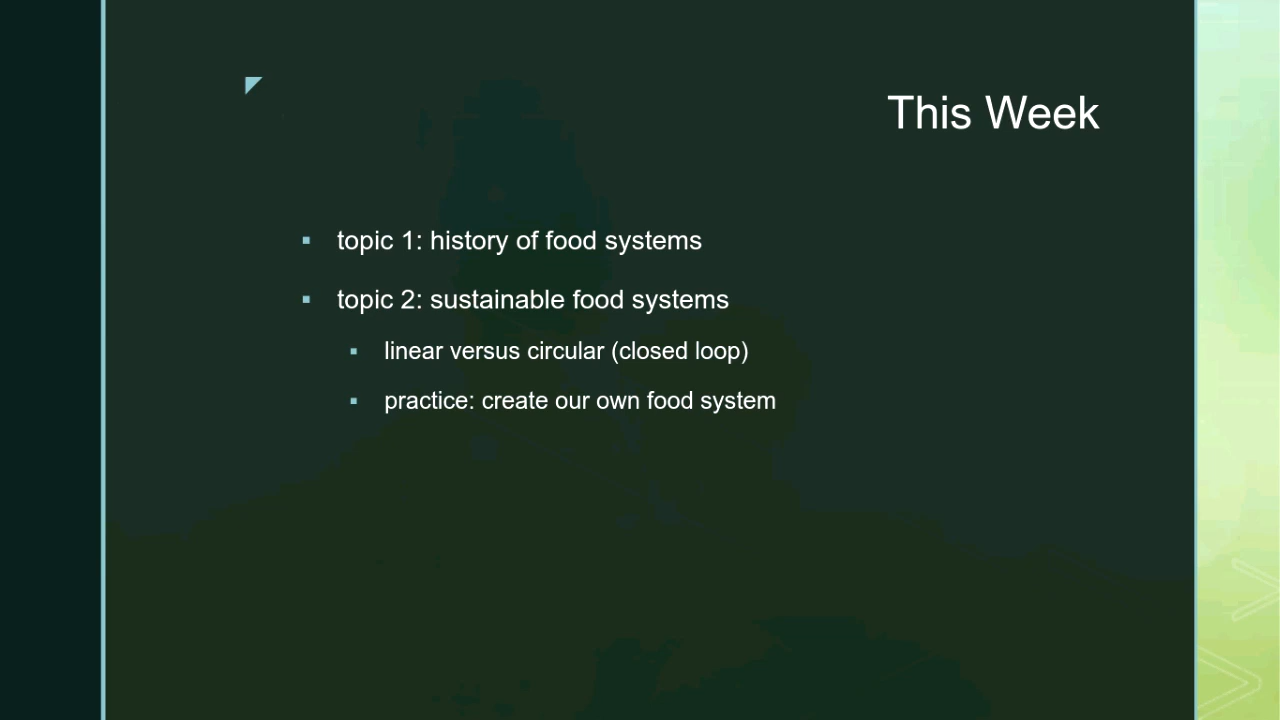 This Week
topic 1: history of food systems
topic 2: sustainable food systems
linear versus circular (closed loop)
practice: create our own food system